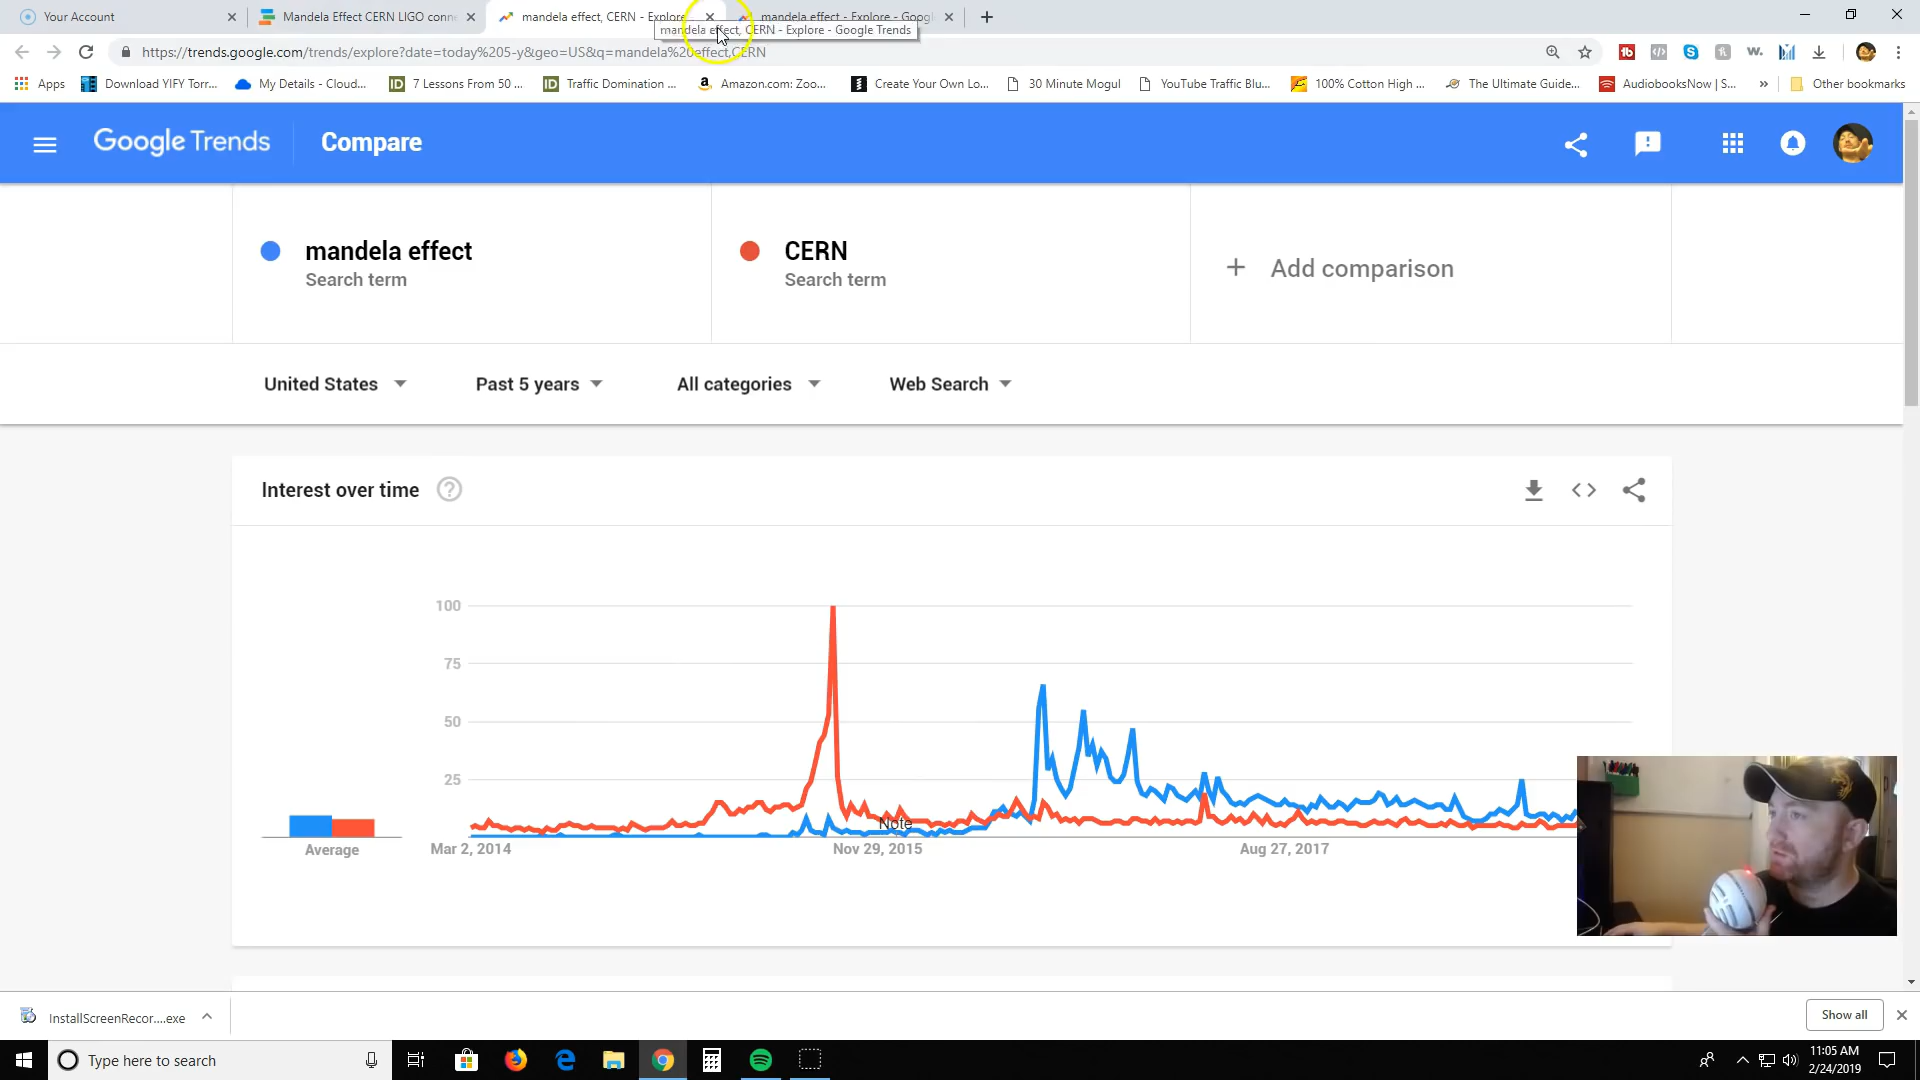 Your Account
Mandela Effect CERN LIGO conne
mandela effect, CERN - Explore
mandela effect - Explore - Googl
mandela effect, CERN - Explore - Google Trends
https://trends.google.com/trends/explore?date=today%205-y&geo=US&q=mandela%20effect,CERN
Apps
Download YIFY Torr...
My Details - Cloud...
7 Lessons From 50 ...
Traffic Domination ...
Amazon.com: Zoo...
Create Your Own Lo...
30 Minute Mogul
YouTube Traffic Blu...
100% Cotton High ...
The Ultimate Guide...
AudiobooksNow | S...
Other bookmarks
Google Trends
Compare
mandela effect
Search term
CERN
Search term
+ Add comparison
United States
Past 5 years
All categories
Web Search
Interest over time
100
75
50
25
Note
Average
Mar 2, 2014
Nov 29, 2015
Aug 27, 2017
InstallScreenRecor....exe
Show all
Type here to search
11:05 AM
2/24/2019